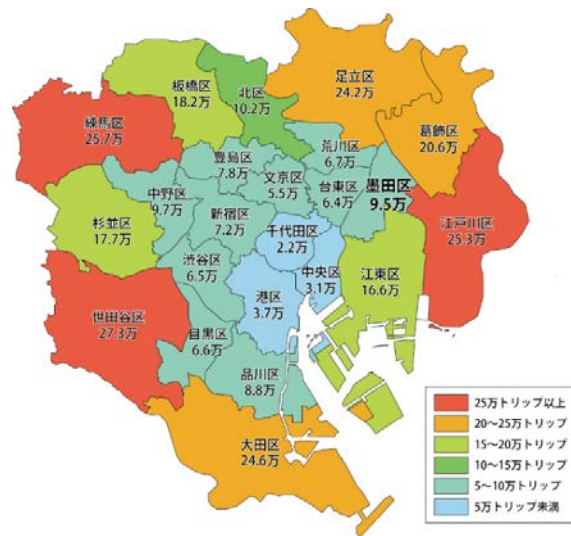 板橋区
18.2万
北区
10.2万
足立区
24.2万
練馬区
25.7万
葛飾区
20.6万
荒川区
6.7万
豊島区
7.8万
文京区
5.5万
台東区
6.4万
墨田区
9.5万
中野区
9.7万
杉並区
17.7万
新宿区
7.2万
千代田区
2.2万
江戸川区
25.3万
渋谷区
6.5万
中央区
3.1万
江東区
16.6万
港区
3.7万
世田谷区
27.3万
目黒区
6.6万
品川区
8.8万
大田区
24.6万
25万トリップ以上
20～25万トリップ
15～20万トリップ
10～15万トリップ
5～10万トリップ
5万トリップ未満